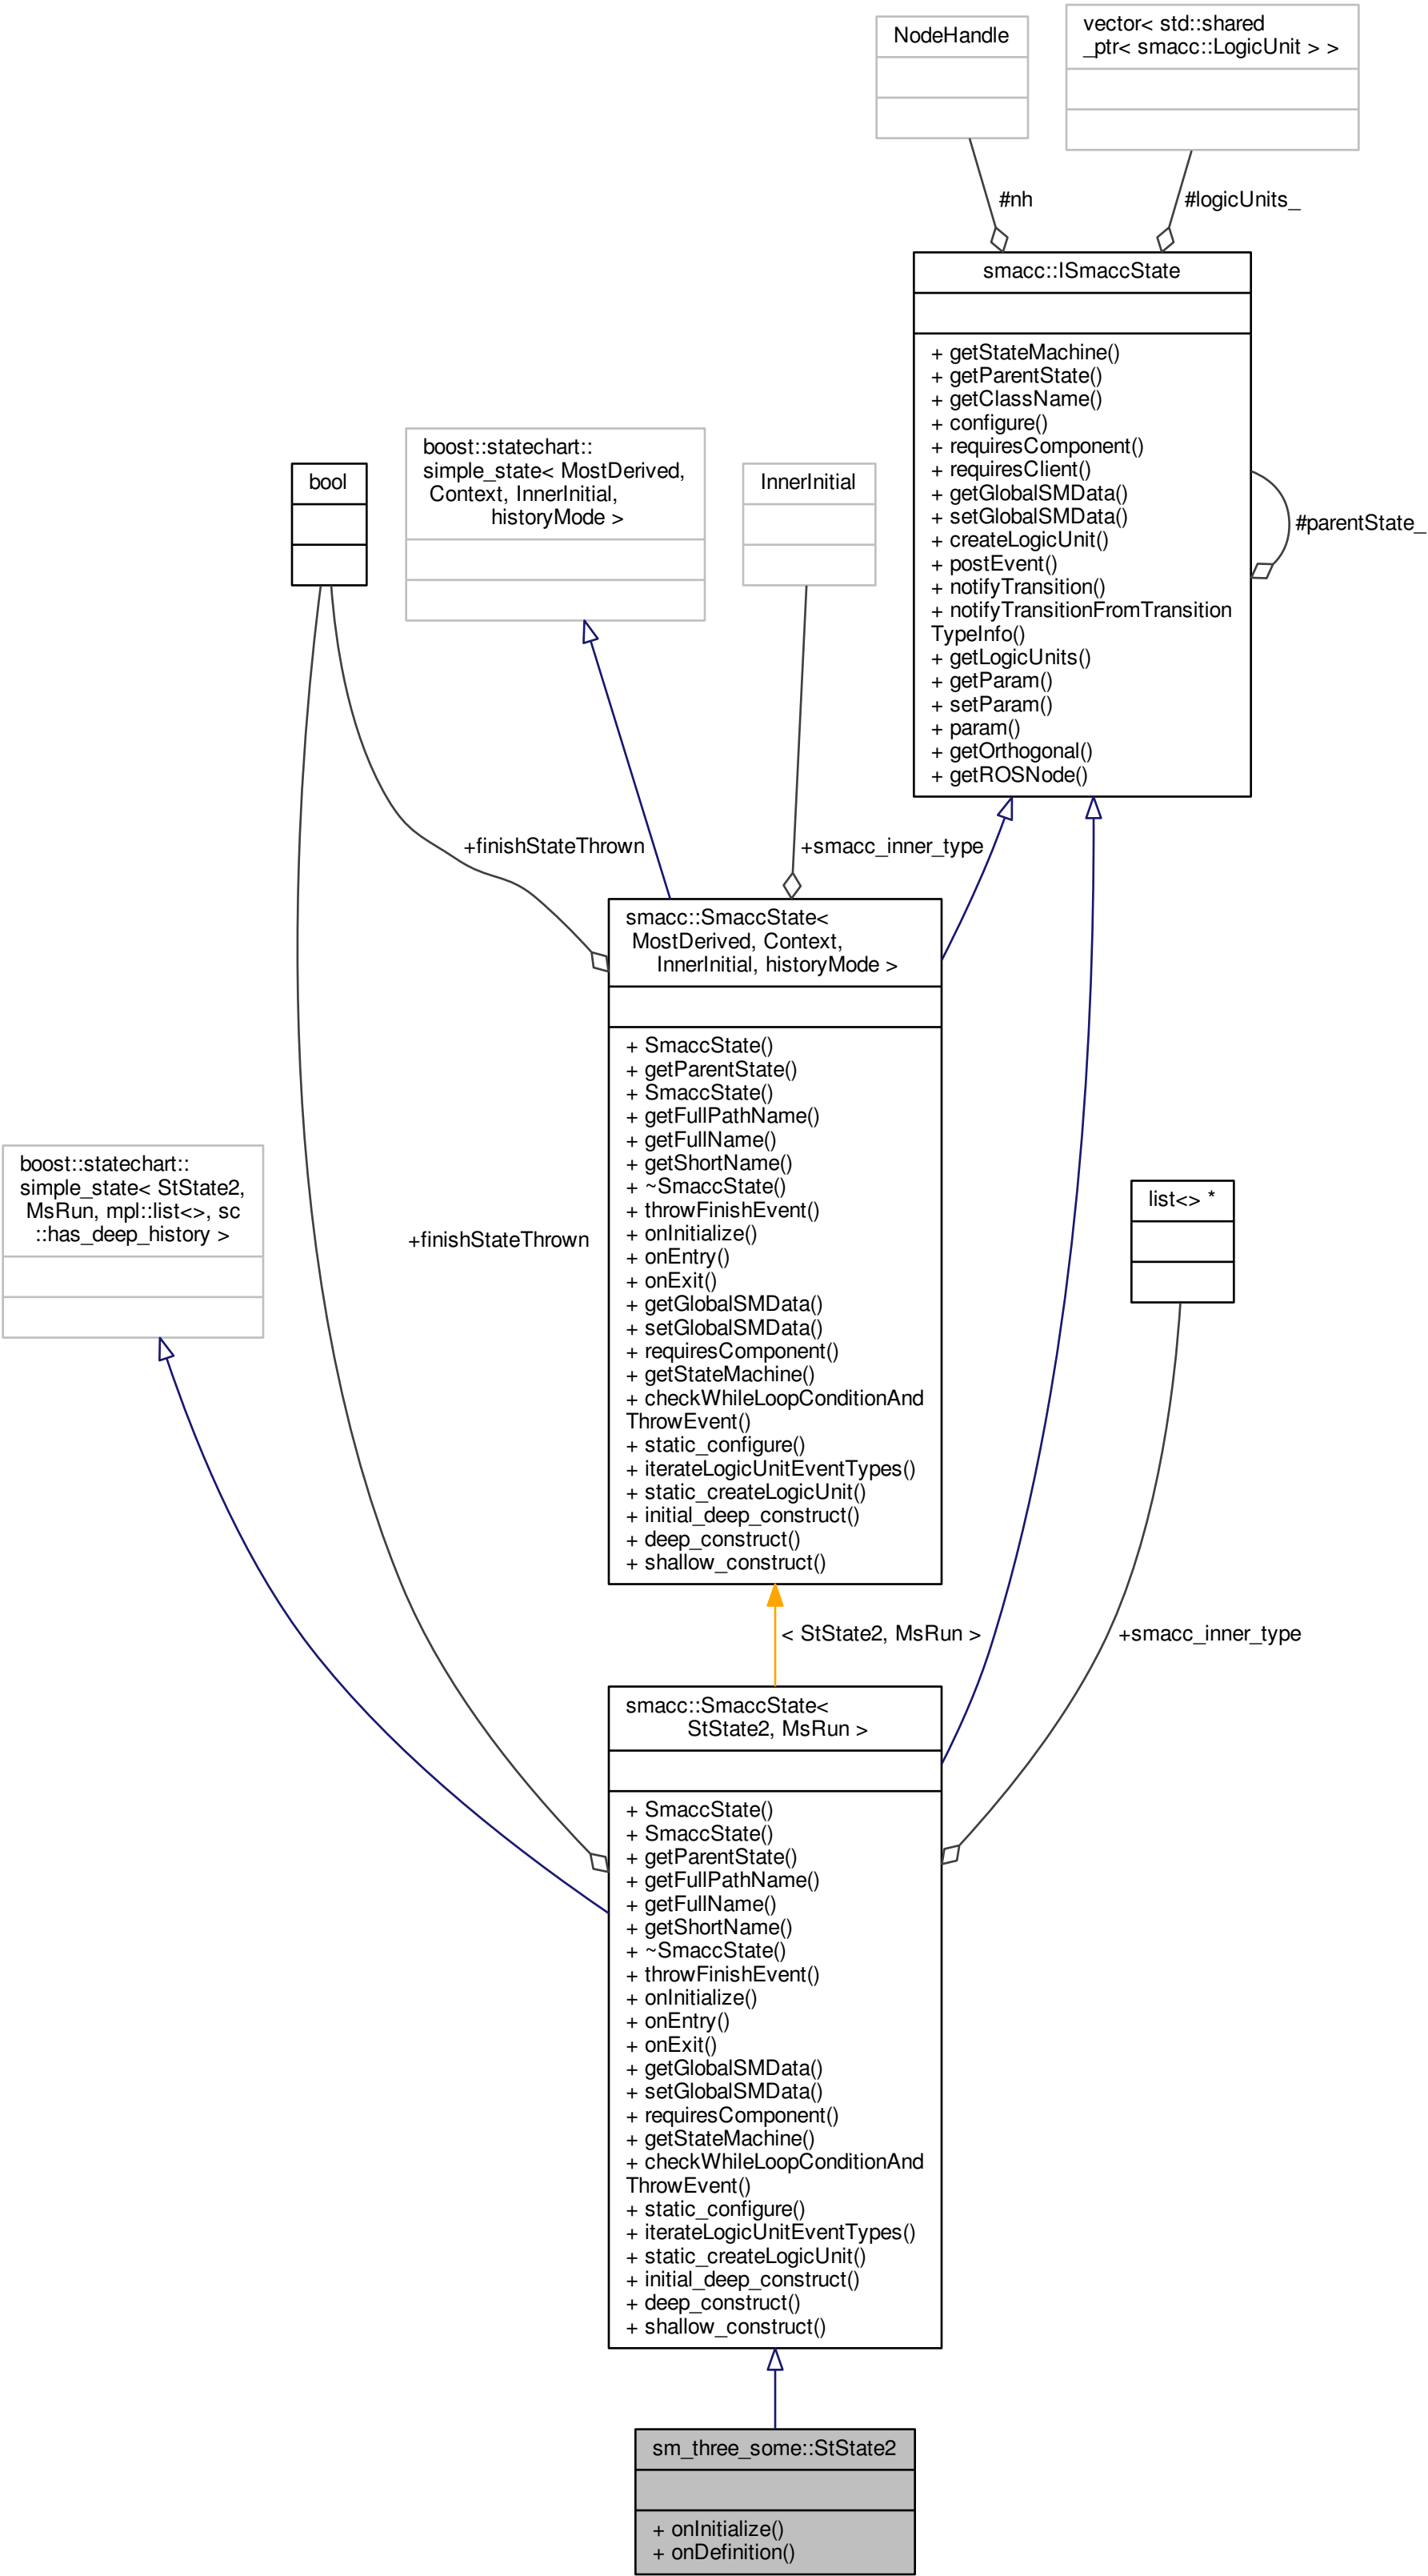 NodeHandle
vector< std::shared
_ptr< smacc::LogicUnit > >
#nh
#logicUnits_
smacc::ISmaccState
+ getStateMachine()
+ getParentState()
+ getClassName()
+ configure()
+ requiresComponent()
+ requiresClient()
+ getGlobalSMData()
+ setGlobalSMData()
+ createLogicUnit()
+ postEvent()
+ notifyTransition()
+ notifyTransitionFromTransition
TypeInfo()
+ getLogicUnits()
+ getParam()
+ setParam()
+ param()
+ getOrthogonal()
+ getROSNode()
#parentState_
bool
boost::statechart::
simple_state< MostDerived,
Context, InnerInitial,
historyMode >
InnerInitial
+finishStateThrown
+smacc_inner_type
smacc::SmaccState<
MostDerived, Context,
InnerInitial, historyMode >
+ SmaccState()
+ getParentState()
+ SmaccState()
+ getFullPathName()
+ getFullName()
+ getShortName()
+ ~SmaccState()
+ throwFinishEvent()
+ onInitialize()
+ onEntry()
+ onExit()
+ getGlobalSMData()
+ setGlobalSMData()
+ requiresComponent()
+ getStateMachine()
+ checkWhileLoopConditionAnd
ThrowEvent()
+ static_configure()
+ iterateLogicUnitEventTypes()
+ static_createLogicUnit()
+ initial_deep_construct()
+ deep_construct()
+ shallow_construct()
boost::statechart::
simple_state< StState2,
MsRun, mpl::list<>, sc
::has_deep_history >
+finishStateThrown
list<> *
< StState2, MsRun >
+smacc_inner_type
smacc::SmaccState<
StState2, MsRun >
+ SmaccState()
+ SmaccState()
+ getParentState()
+ getFullPathName()
+ getFullName()
+ getShortName()
+ ~SmaccState()
+ throwFinishEvent()
+ onInitialize()
+ onEntry()
+ onExit()
+ getGlobalSMData()
+ setGlobalSMData()
+ requiresComponent()
+ getStateMachine()
+ checkWhileLoopConditionAnd
ThrowEvent()
+ static_configure()
+ iterateLogicUnitEventTypes()
+ static_createLogicUnit()
+ initial_deep_construct()
+ deep_construct()
+ shallow_construct()
sm_three_some::StState2
+ onInitialize()
+ onDefinition()